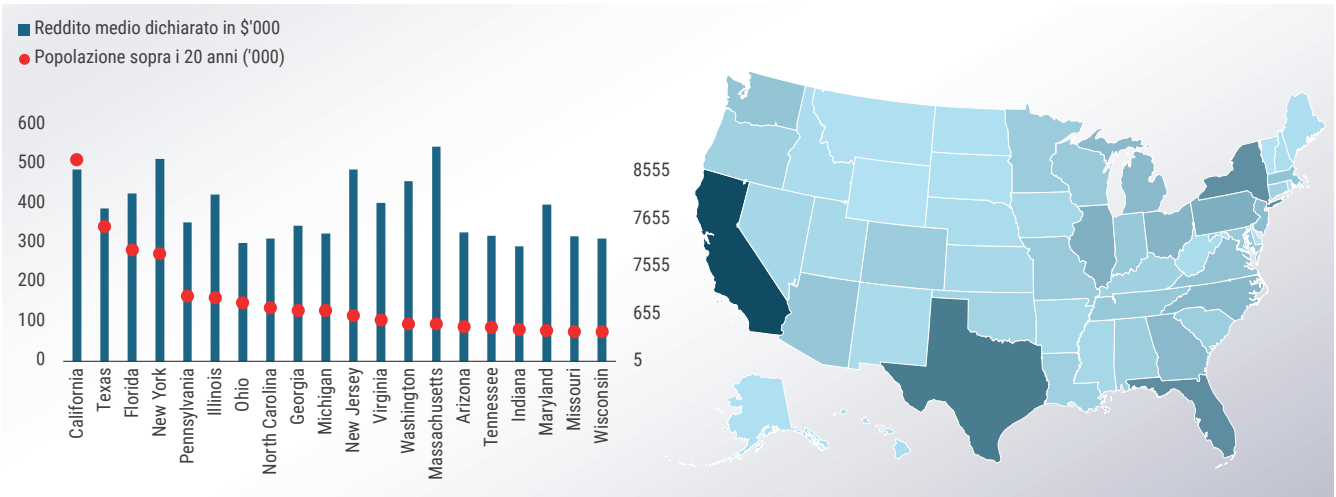 Reddito medio dichiarato in $'000
Popolazione sopra i 20 anni ('000)
600
500
400
300
200
100
0
California
Texas
Florida
New York
Pennsylvania
Illinois
Ohio
North Carolina
Georgia
Michigan
New Jersey
Virginia
Washington
Massachusetts
Arizona
Tennessee
Indiana
Maryland
Missouri
Wisconsin
8555
7655
7555
655
5